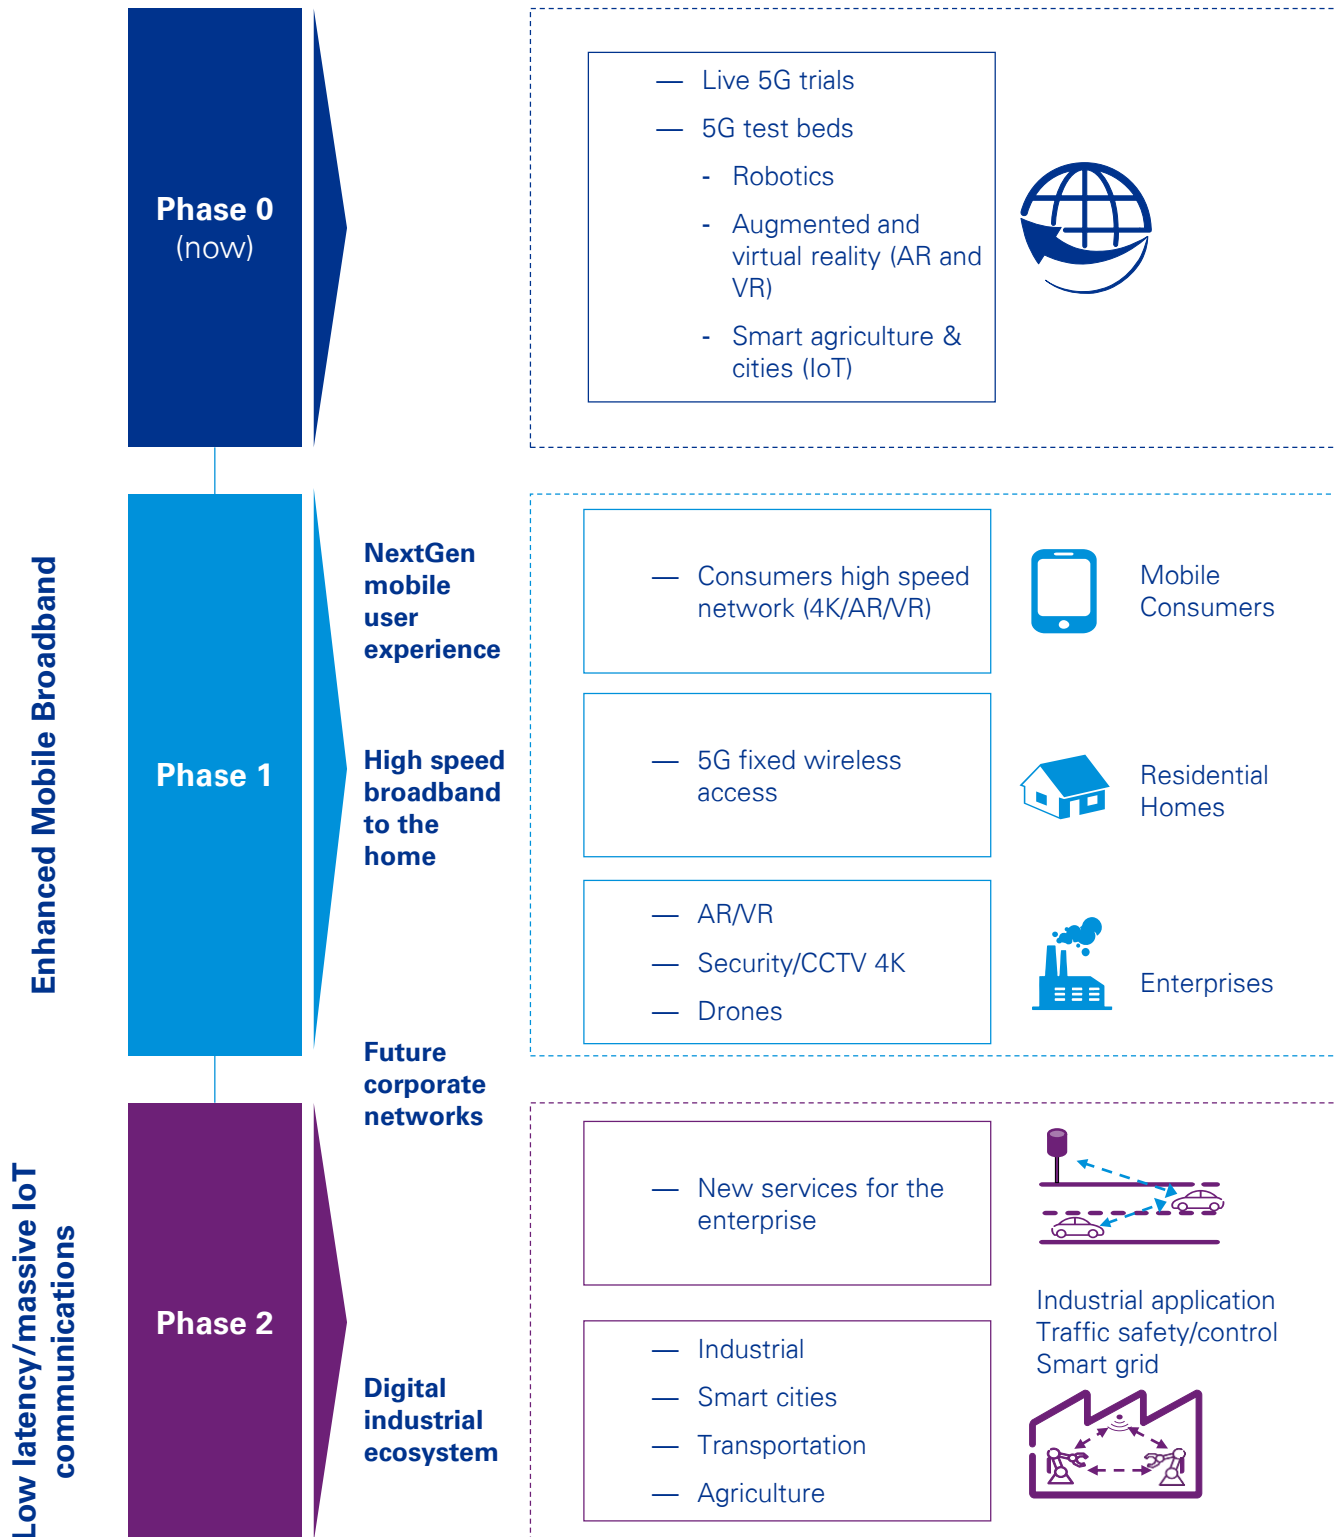 Phase 0
(now)
— Live 5G trials
— 5G test beds
- Robotics
- Augmented and
virtual reality (AR and
VR)
- Smart agriculture &
cities (IoT)
Enhanced Mobile Broadband
Phase 1
NextGen
mobile
user
experience
— Consumers high speed
network (4K/AR/VR)
Mobile
Consumers
High speed
broadband
to the
home
— 5G fixed wireless
access
Residential
Homes
— AR/VR
— Security/CCTV 4K
— Drones
Enterprises
Future
corporate
networks
Low latency/massive IoT
communications
Phase 2
— New services for the
enterprise
Industrial application
Traffic safety/control
Smart grid
Digital
industrial
ecosystem
— Industrial
— Smart cities
— Transportation
— Agriculture